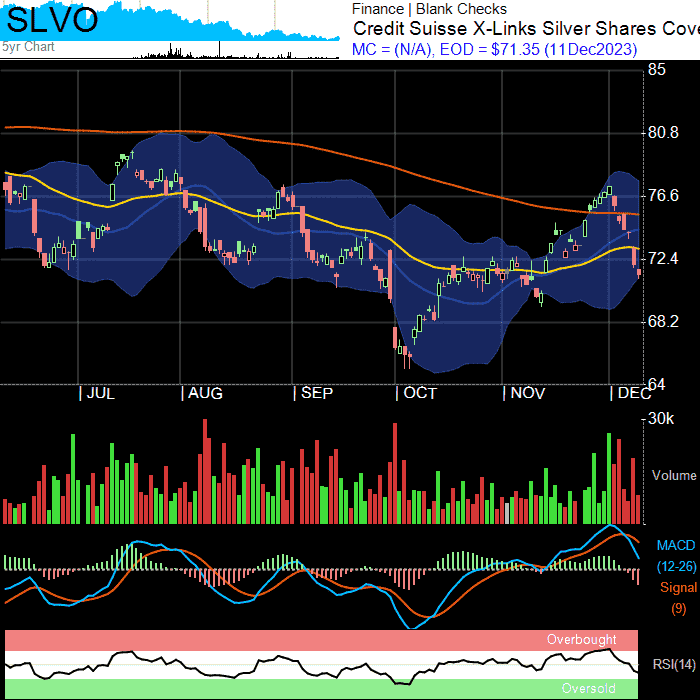 SLVO
5yr Chart
Finance | Blank Checks
Credit Suisse X-Links Silver Shares Cove
MC = (N/A), EOD = $71.35 (11Dec2023)
85
80.8
76.6
72.4
68.2
64
| JUL | AUG | SEP | OCT | NOV | DEC
30k
Volume
MACD
(12-26)
Signal
(9)
Overbought
RSI(14)
Oversold